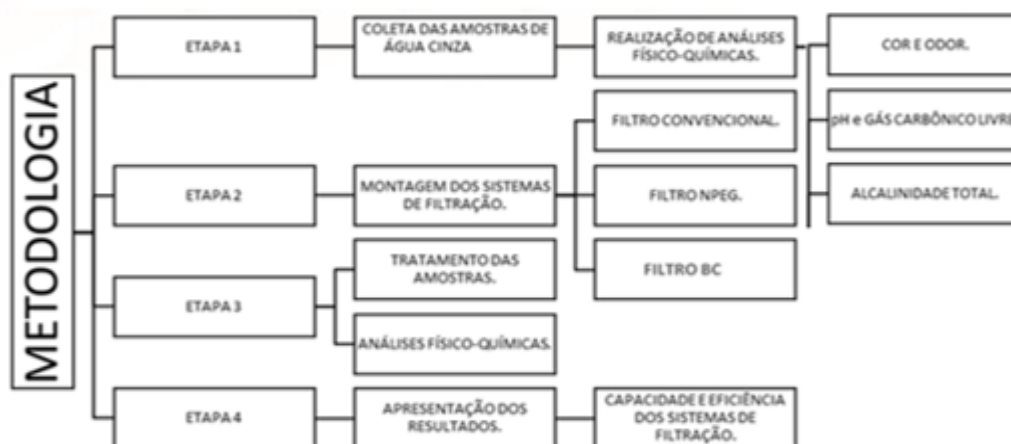 METODOLOGIA
ETAPA 1
COLETA DAS AMOSTRAS DE
ÁGUA CINZA
REALIZAÇÃO DE ANÁLISES
FÍSICO-QUÍMICAS.
COR E ODOR.
pH e GÁS CARBÔNICO LIVRE
ALCALINIDADE TOTAL.
ETAPA 2
MONTAGEM DOS SISTEMAS
DE FILTRAÇÃO.
FILTRO CONVENCIONAL.
FILTRO NPEG.
FILTRO BC
ETAPA 3
TRATAMENTO DAS
AMOSTRAS.
ANÁLISES FÍSICO-QUÍMICAS.
ETAPA 4
APRESENTAÇÃO DOS
RESULTADOS.
CAPACIDADE E EFICIÊNCIA
DOS SISTEMAS DE
FILTRAÇÃO.